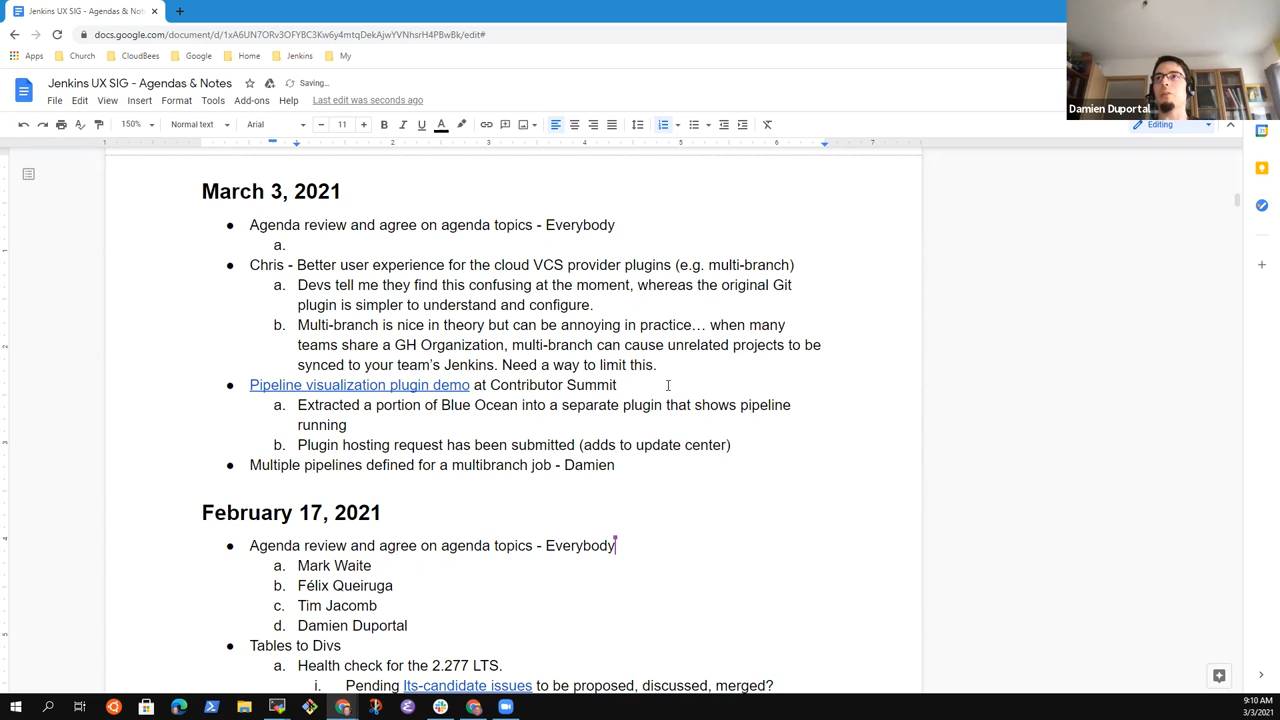 Jenkins UX SIG - Agendas & Not
docs.google.com/document/d/1xA6UN7ORv3OFYBC3Kw6y4mtqDekAjwYVNhsrH4PBwBk/edit#
Apps Church CloudBees Google Home Jenkins My
Jenkins UX SIG - Agendas & Notes Saving...
File Edit View Insert Format Tools Add-ons Help Last edit was seconds ago
Damien Duportal
150% Normal text Arial 11 B I U A Editing
1 1 2 3 4 5 6 7
March 3, 2021
● Agenda review and agree on agenda topics - Everybody
a.
● Chris - Better user experience for the cloud VCS provider plugins (e.g. multi-branch)
a. Devs tell me they find this confusing at the moment, whereas the original Git
plugin is simpler to understand and configure.
b. Multi-branch is nice in theory but can be annoying in practice… when many
teams share a GH Organization, multi-branch can cause unrelated projects to be
synced to your team's Jenkins. Need a way to limit this.
● Pipeline visualization plugin demo at Contributor Summit
a. Extracted a portion of Blue Ocean into a separate plugin that shows pipeline
running
b. Plugin hosting request has been submitted (adds to update center)
● Multiple pipelines defined for a multibranch job - Damien
February 17, 2021
● Agenda review and agree on agenda topics - Everybody
a. Mark Waite
b. Félix Queiruga
c. Tim Jacomb
d. Damien Duportal
● Tables to Divs
a. Health check for the 2.277 LTS.
i. Pending lts-candidate issues to be proposed, discussed, merged?
9:10 AM
3/3/2021